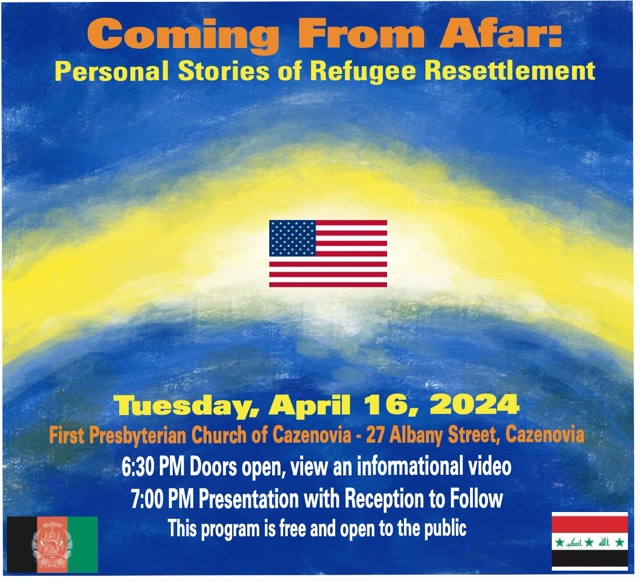 Coming From Afar:
Personal Stories of Refugee Resettlement
Tuesday, April 16, 2024
First Presbyterian Church of Cazenovia - 27 Albany Street, Cazenovia
6:30 PM Doors open, view an informational video
7:00 PM Presentation with Reception to Follow
This program is free and open to the public